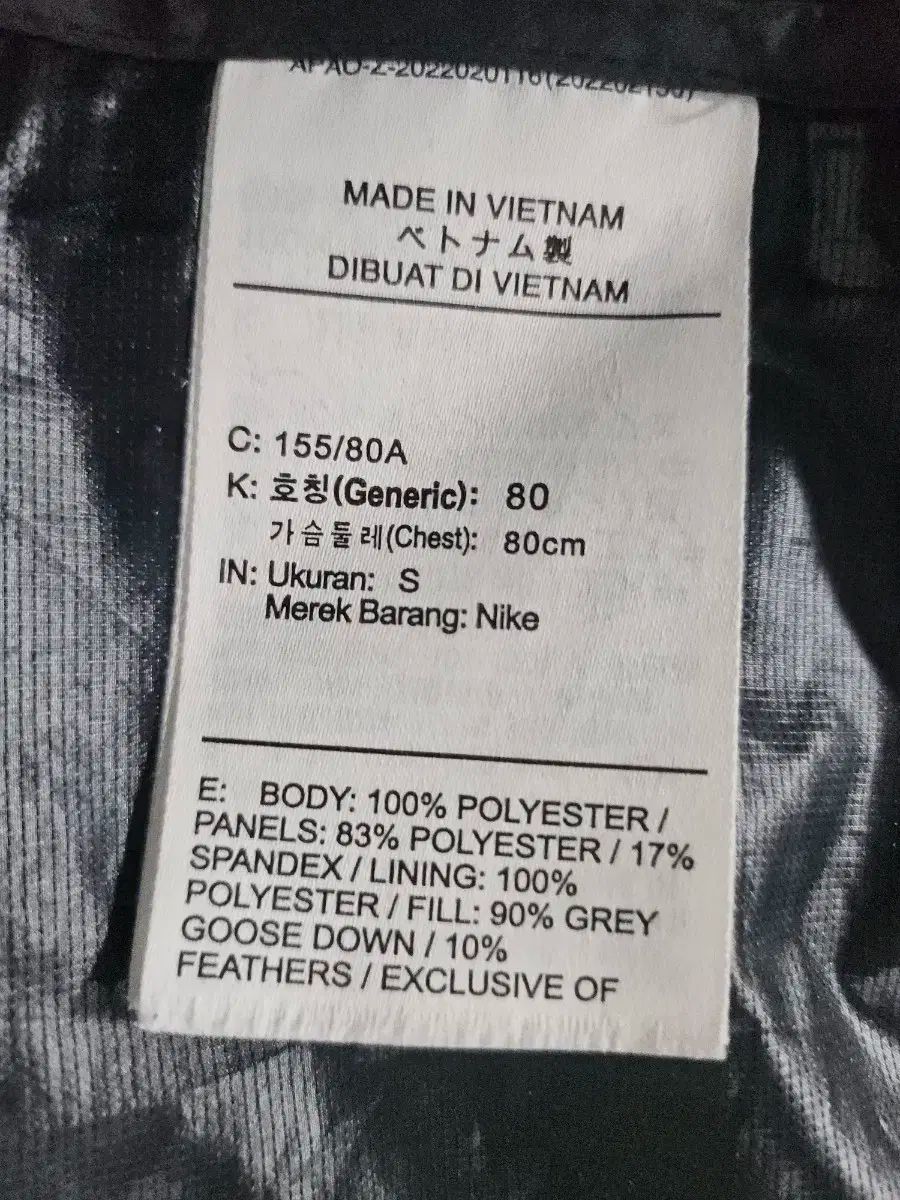 MADE IN VIETNAM
ベトナム製
DIBUAT DI VIETNAM
C: 155/80A
K: 호칭(Generic): 80
가슴둘레(Chest): 80cm
IN: Ukuran: S
Merek Barang: Nike
E: BODY: 100% POLYESTER /
PANELS: 83% POLYESTER / 17%
SPANDEX / LINING: 100%
POLYESTER / FILL: 90% GREY
GOOSE DOWN / 10%
FEATHERS / EXCLUSIVE OF